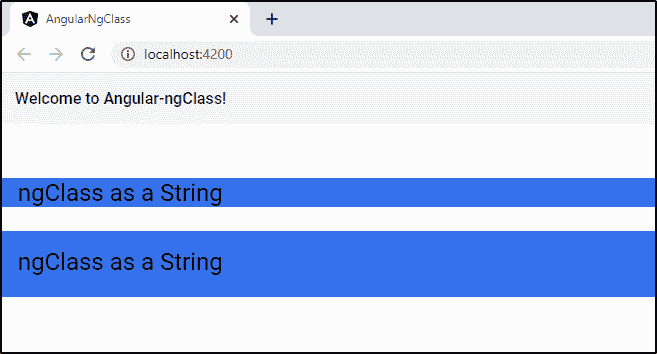 AngularNgClass
localhost:4200
Welcome to Angular-ngClass!
ngClass as a String
ngClass as a String